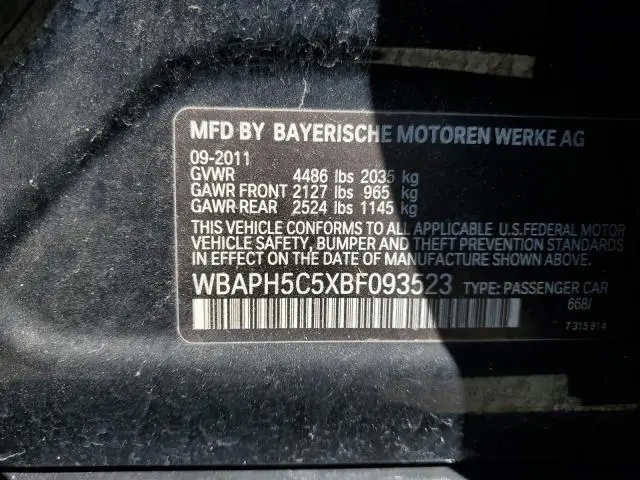 MFD BY BAYERISCHE MOTOREN WERKE AG
09-2011
GVWR 4486 lbs 2035 kg
GAWR FRONT 2127 lbs 965 kg
GAWR REAR 2524 lbs 1145 kg
THIS VEHICLE CONFORMS TO ALL APPLICABLE U.S.FEDERAL MOTOR
VEHICLE SAFETY, BUMPER AND THEFT PREVENTION STANDARDS
IN EFFECT ON THE DATE OF MANUFACTURE SHOWN ABOVE.
WBAPH5C5XBF093523 TYPE: PASSENGER CAR
668/
7 315 814